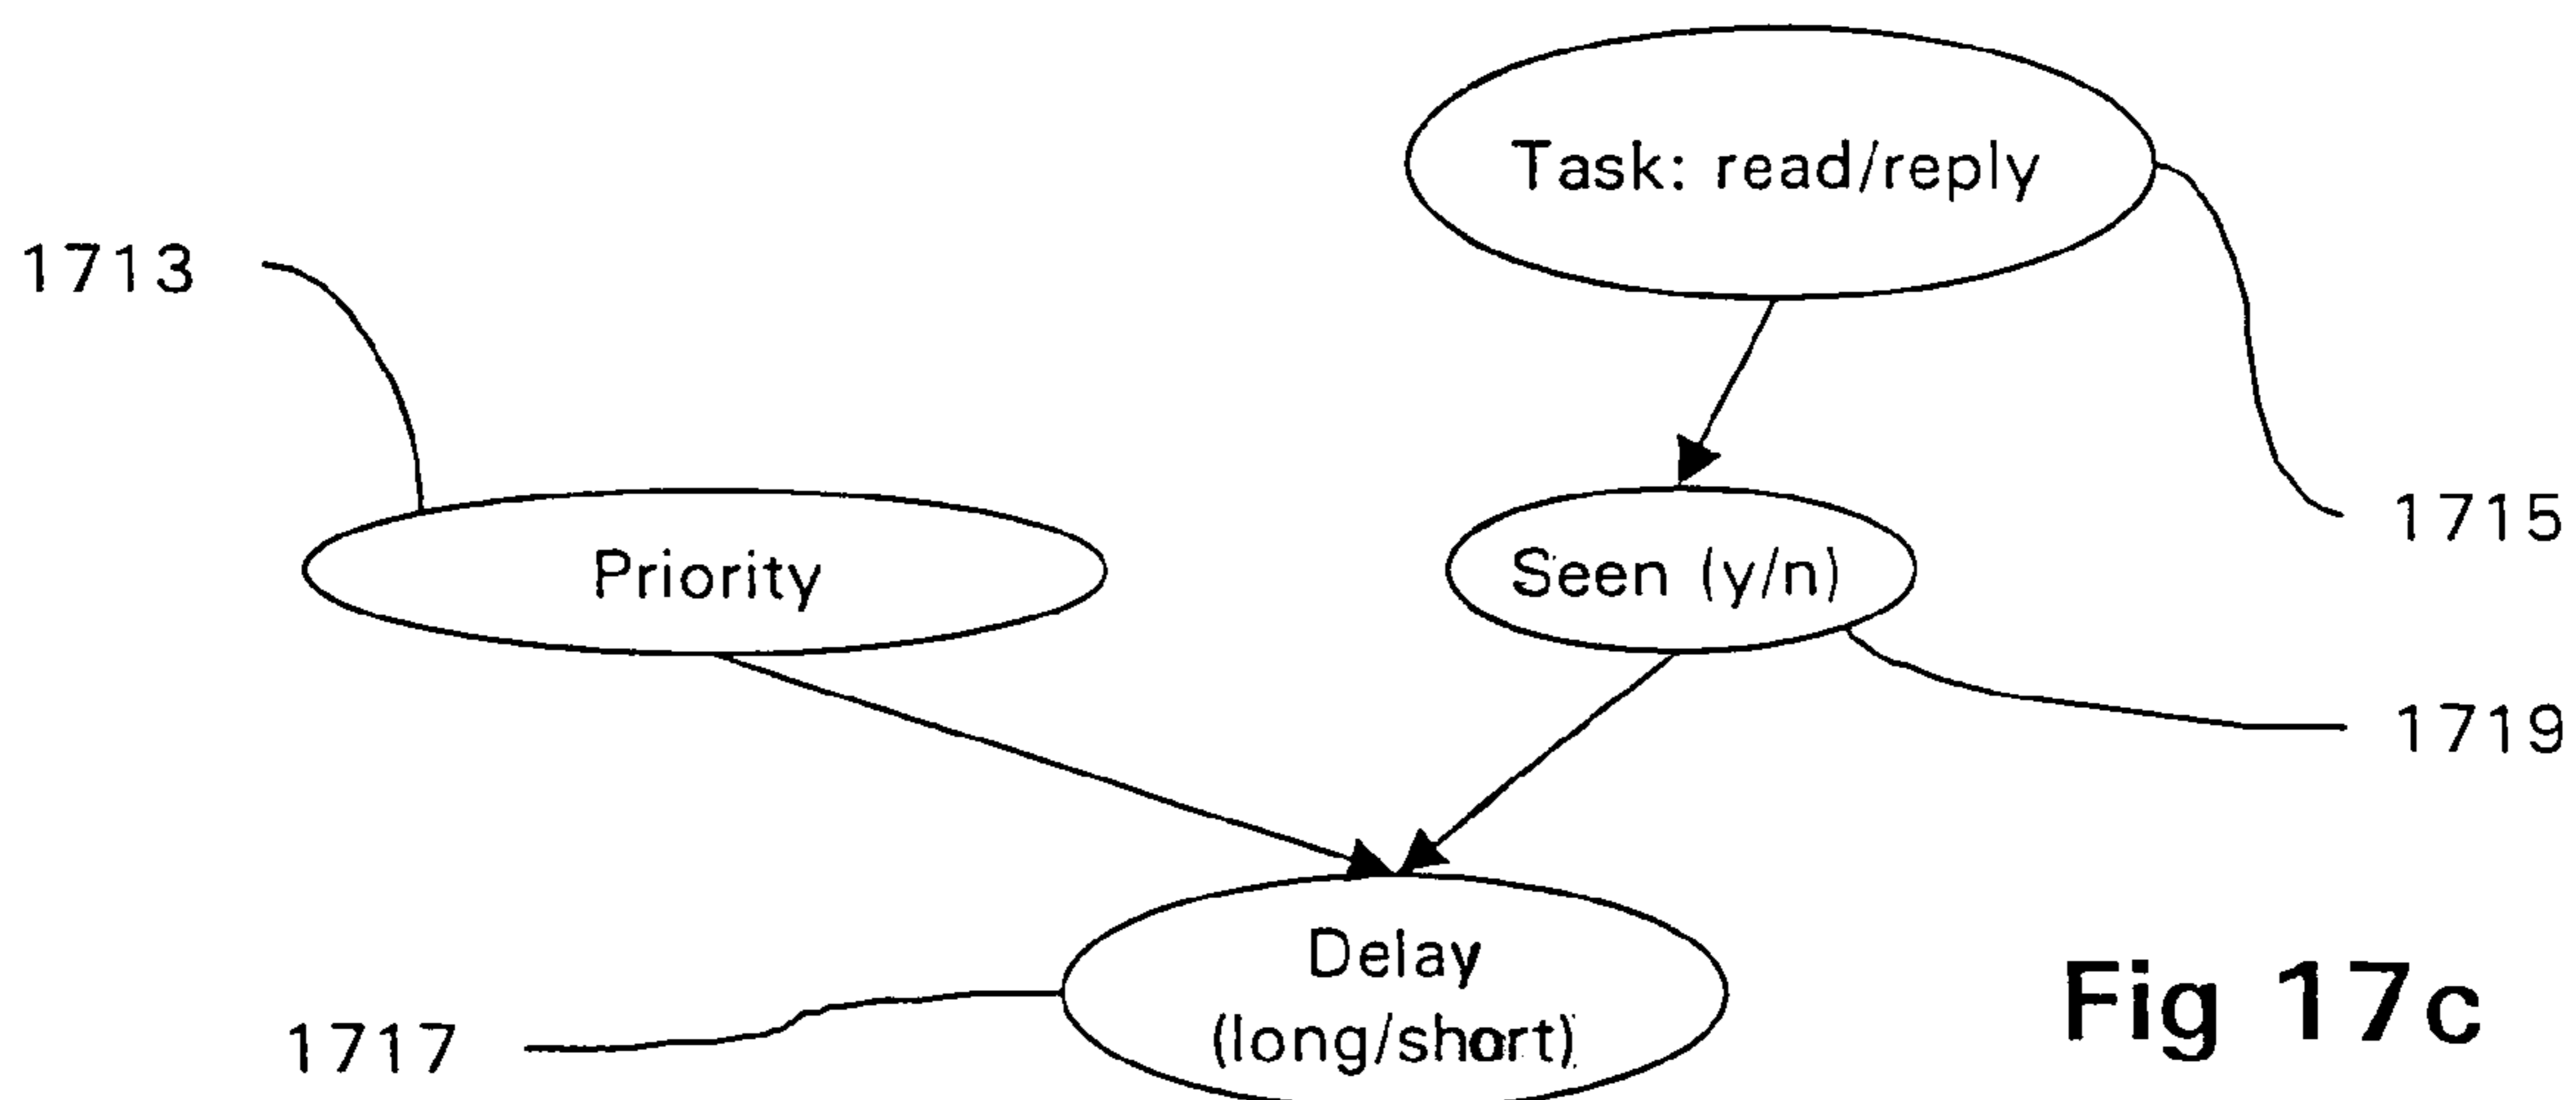 Task: read/reply
1713
1715
Priority
Seen (y/n)
1719
Delay
(long/short)
1717
Fig 17c